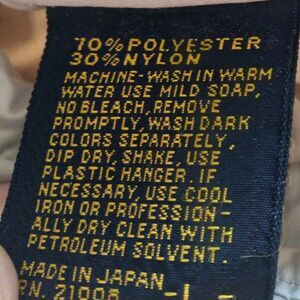 70% POLYESTER
30% NYLON
MACHINE-WASH IN WARM
WATER USE MILD SOAP,
NO BLEACH, REMOVE
PROMPTLY, WASH DARK
COLORS SEPARATELY,
DIP DRY, SHAKE, USE
PLASTIC HANGER. IF
NECESSARY, USE COOL
IRON OR PROFESSION-
ALLY DRY CLEAN WITH
PETROLEUM SOLVENT.
MADE IN JAPAN
RN. 21006 -L-